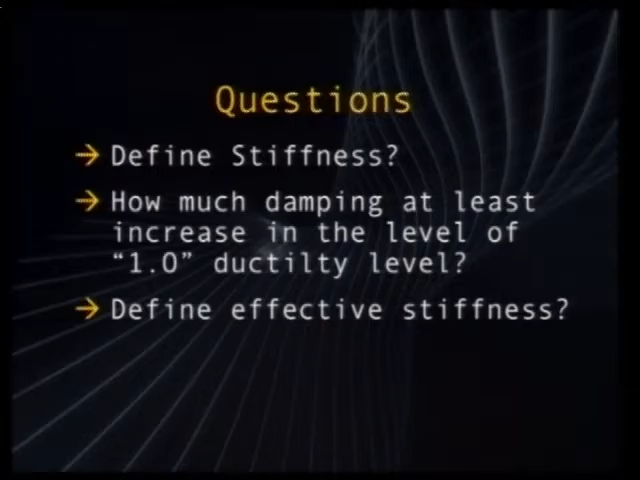 Questions
→ Define Stiffness?
→ How much damping at least
increase in the level of
“1.0” ductilty level?
→ Define effective stiffness?